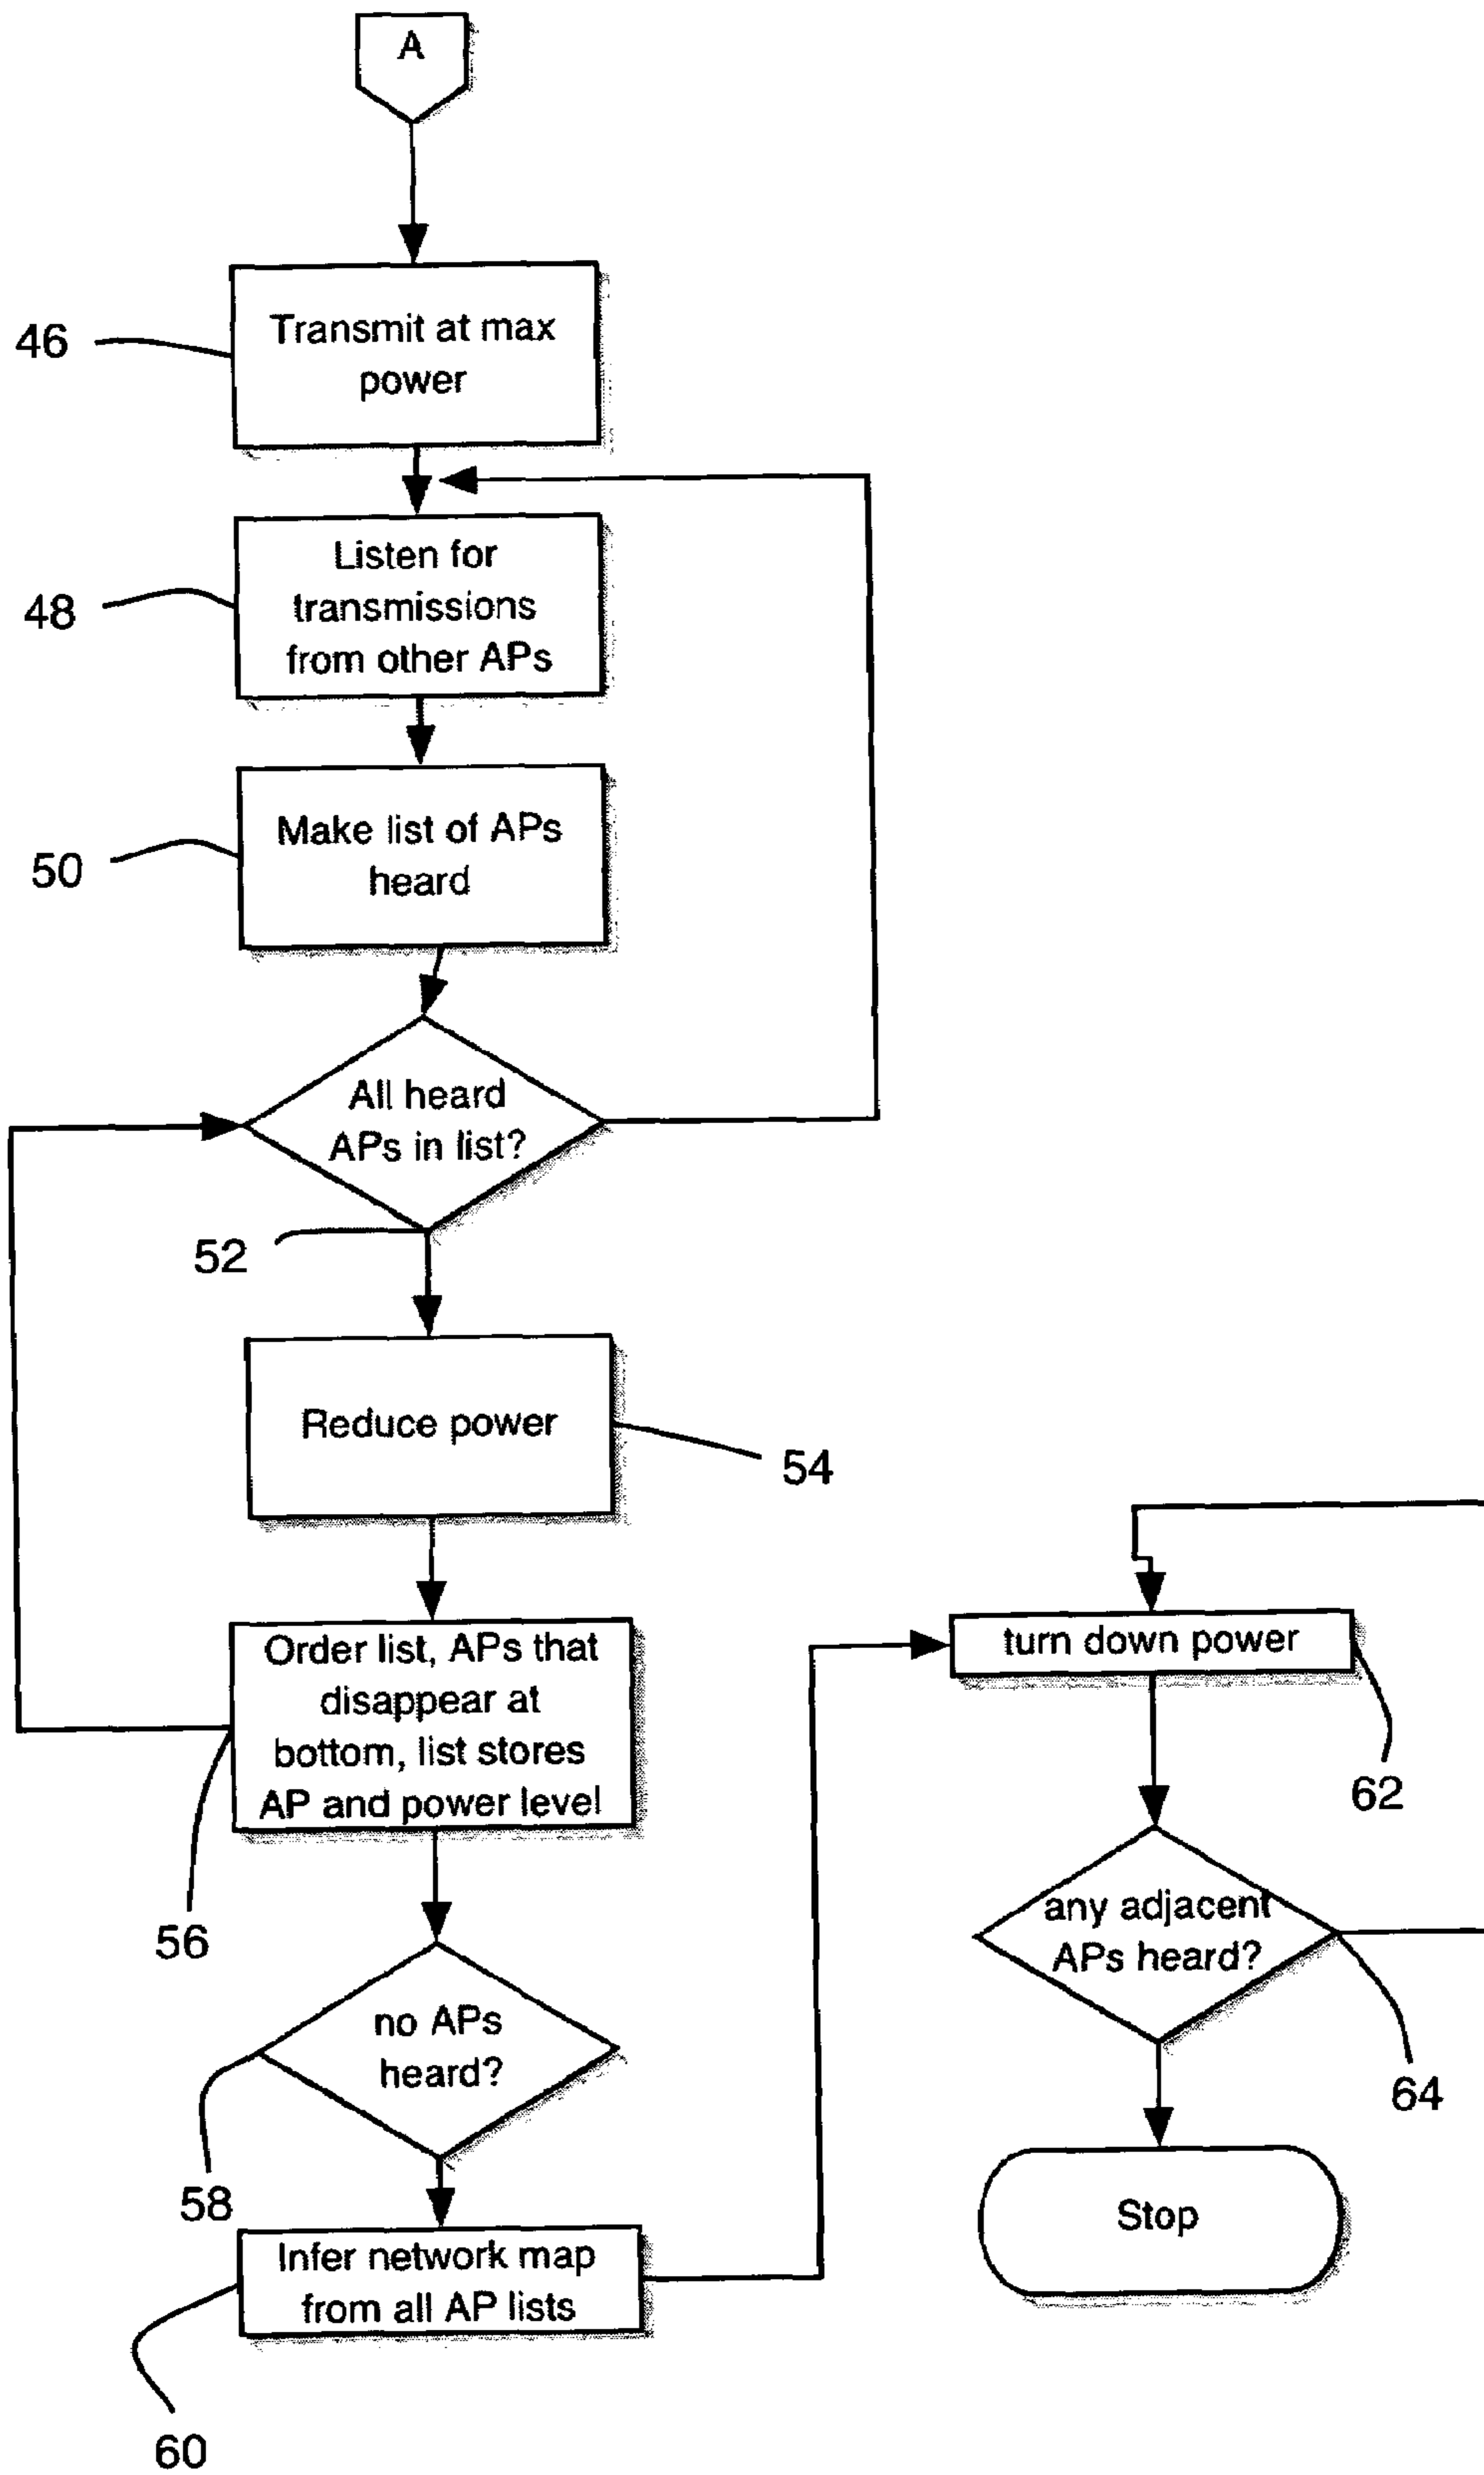 A
46
Transmit at max
power
48
Listen for
transmissions
from other APs
50
Make list of APs
heard
All heard
APs in list?
52
Reduce power
54
Order list, APs that
disappear at
bottom, list stores
AP and power level
56
no APs
heard?
58
Infer network map
from all AP lists
60
turn down power
62
any adjacent
APs heard?
64
Stop